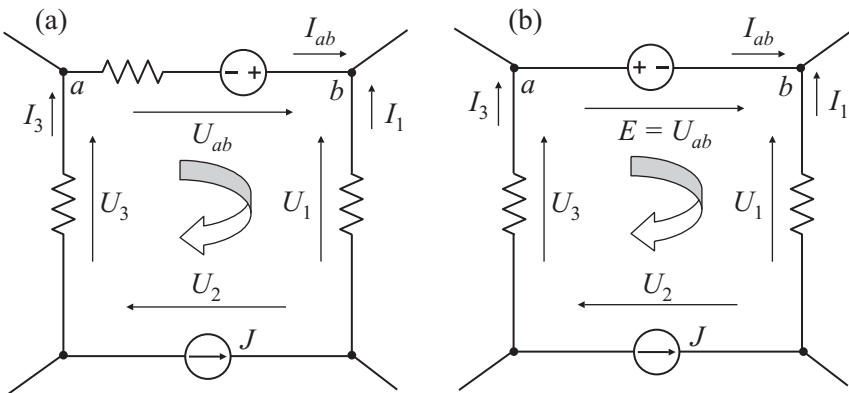 (a)
I_ab
a
− +
b
I_3
I_1
U_ab
U_3
U_1
U_2
J
(b)
I_ab
a
+ −
b
I_3
I_1
E = U_ab
U_3
U_1
U_2
J